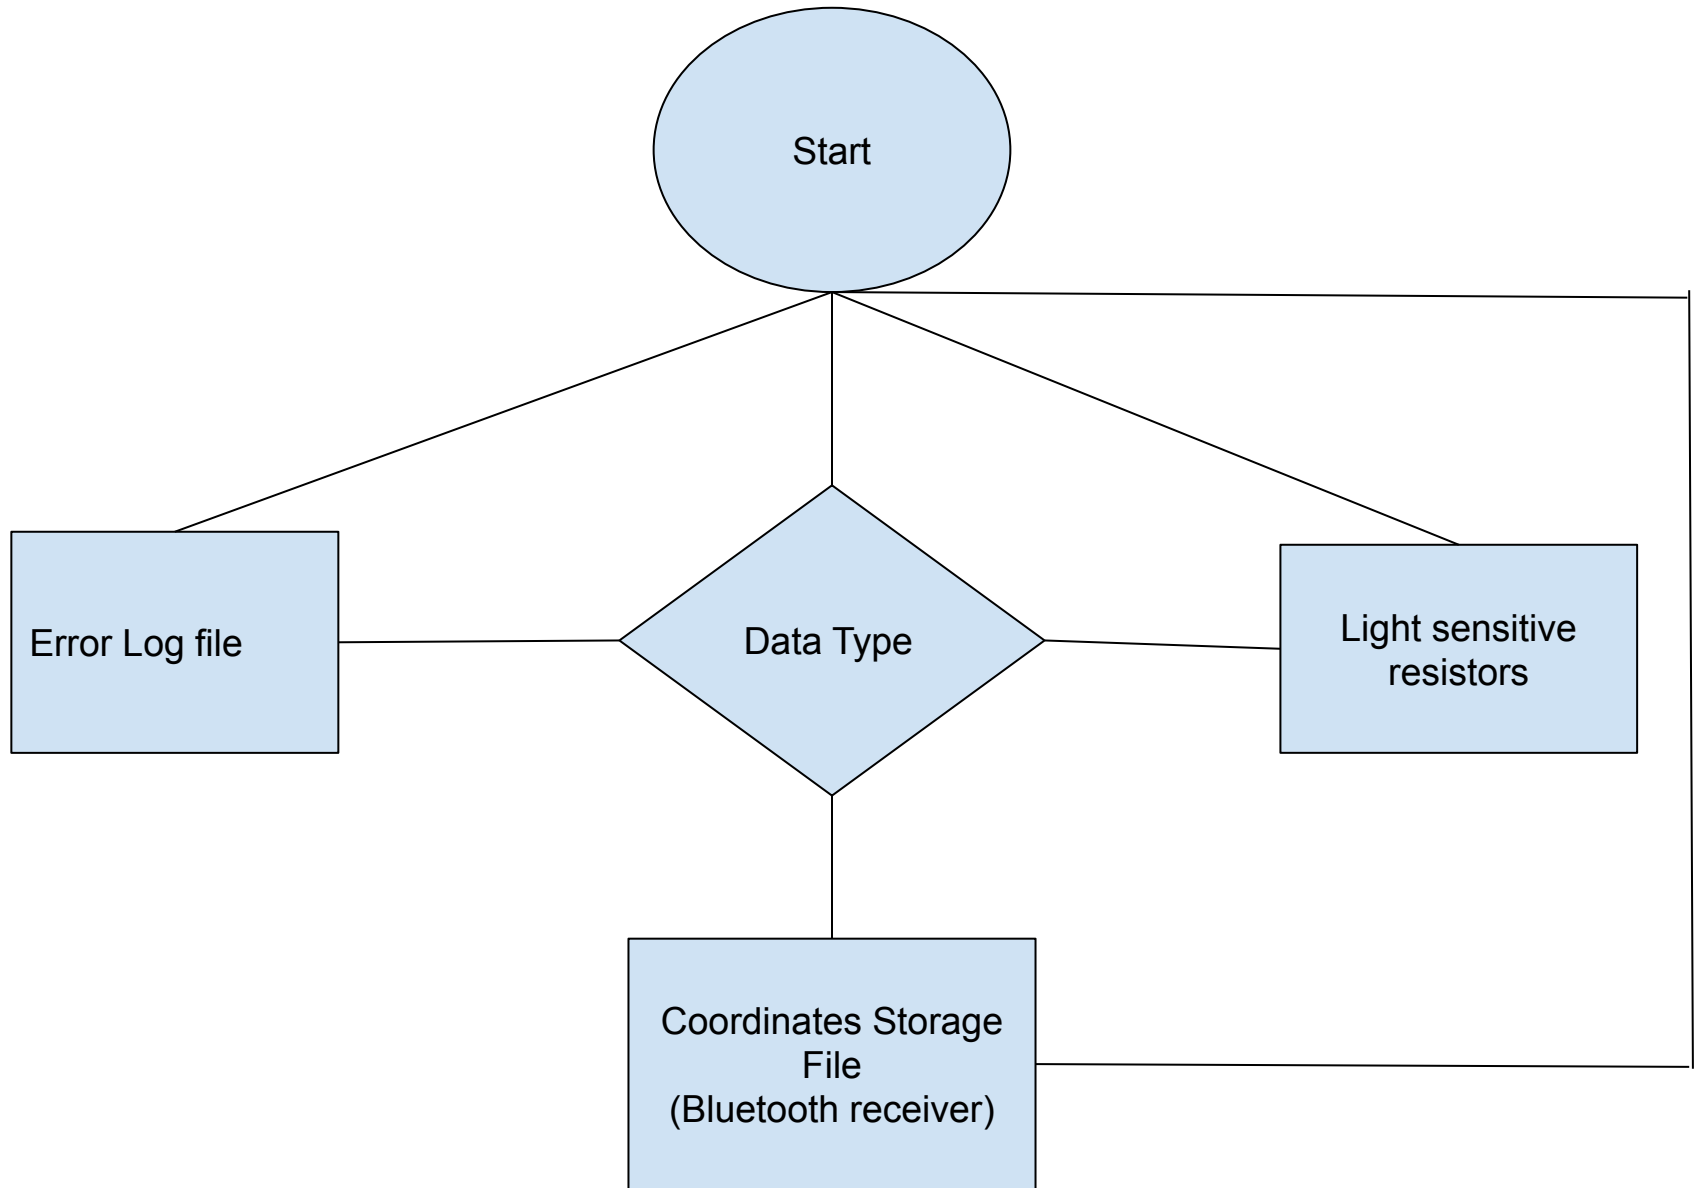 Start
Error Log file
Data Type
Light sensitive
resistors
Coordinates Storage
File
(Bluetooth receiver)